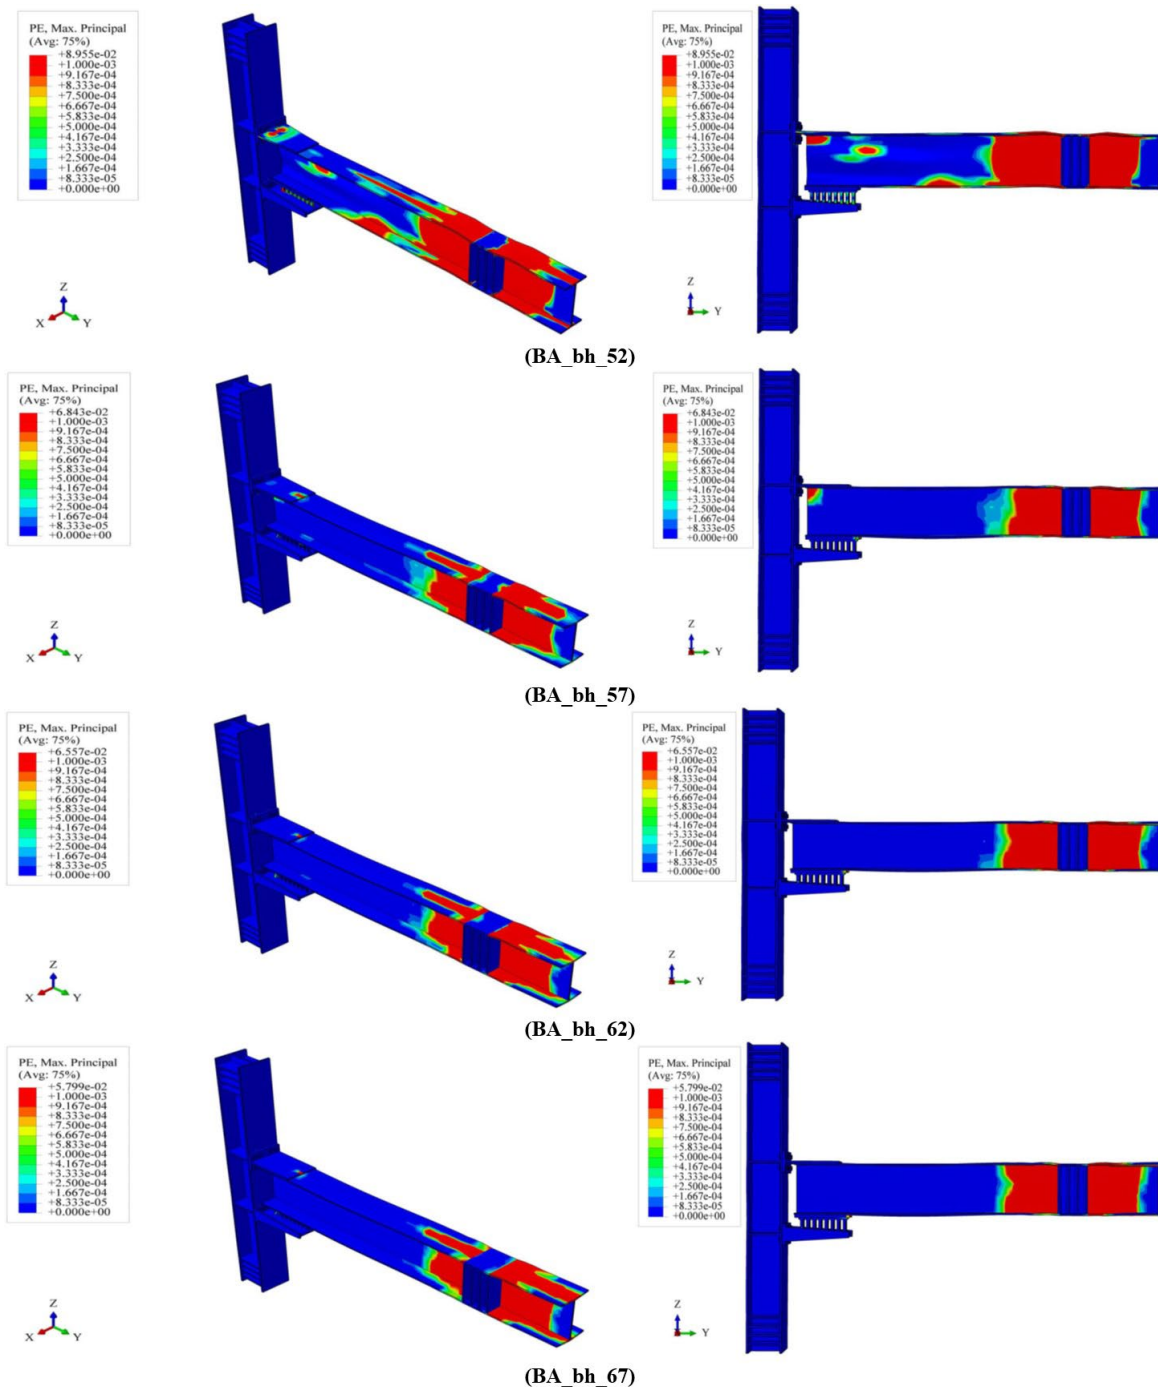 PE, Max. Principal
(Avg: 75%)
+8.955e-02
+1.000e-03
+9.167e-04
+8.333e-04
+7.500e-04
+6.667e-04
+5.833e-04
+5.000e-04
+4.167e-04
+3.333e-04
+2.500e-04
+1.667e-04
+8.333e-05
+0.000e+00
Z
X
Y
PE, Max. Principal
(Avg: 75%)
+8.955e-02
+1.000e-03
+9.167e-04
+8.333e-04
+7.500e-04
+6.667e-04
+5.833e-04
+5.000e-04
+4.167e-04
+3.333e-04
+2.500e-04
+1.667e-04
+8.333e-05
+0.000e+00
Z
Y
(BA_bh_52)
PE, Max. Principal
(Avg: 75%)
+6.843e-02
+1.000e-03
+9.167e-04
+8.333e-04
+7.500e-04
+6.667e-04
+5.833e-04
+5.000e-04
+4.167e-04
+3.333e-04
+2.500e-04
+1.667e-04
+8.333e-05
+0.000e+00
Z
X
Y
PE, Max. Principal
(Avg: 75%)
+6.843e-02
+1.000e-03
+9.167e-04
+8.333e-04
+7.500e-04
+6.667e-04
+5.833e-04
+5.000e-04
+4.167e-04
+3.333e-04
+2.500e-04
+1.667e-04
+8.333e-05
+0.000e+00
Z
Y
(BA_bh_57)
PE, Max. Principal
(Avg: 75%)
+6.557e-02
+1.000e-03
+9.167e-04
+8.333e-04
+7.500e-04
+6.667e-04
+5.833e-04
+5.000e-04
+4.167e-04
+3.333e-04
+2.500e-04
+1.667e-04
+8.333e-05
+0.000e+00
Z
X
Y
PE, Max. Principal
(Avg: 75%)
+6.557e-02
+1.000e-03
+9.167e-04
+8.333e-04
+7.500e-04
+6.667e-04
+5.833e-04
+5.000e-04
+4.167e-04
+3.333e-04
+2.500e-04
+1.667e-04
+8.333e-05
+0.000e+00
Z
Y
(BA_bh_62)
PE, Max. Principal
(Avg: 75%)
+5.799e-02
+1.000e-03
+9.167e-04
+8.333e-04
+7.500e-04
+6.667e-04
+5.833e-04
+5.000e-04
+4.167e-04
+3.333e-04
+2.500e-04
+1.667e-04
+8.333e-05
+0.000e+00
Z
X
Y
PE, Max. Principal
(Avg: 75%)
+5.799e-02
+1.000e-03
+9.167e-04
+8.333e-04
+7.500e-04
+6.667e-04
+5.833e-04
+5.000e-04
+4.167e-04
+3.333e-04
+2.500e-04
+1.667e-04
+8.333e-05
+0.000e+00
Z
Y
(BA_bh_67)